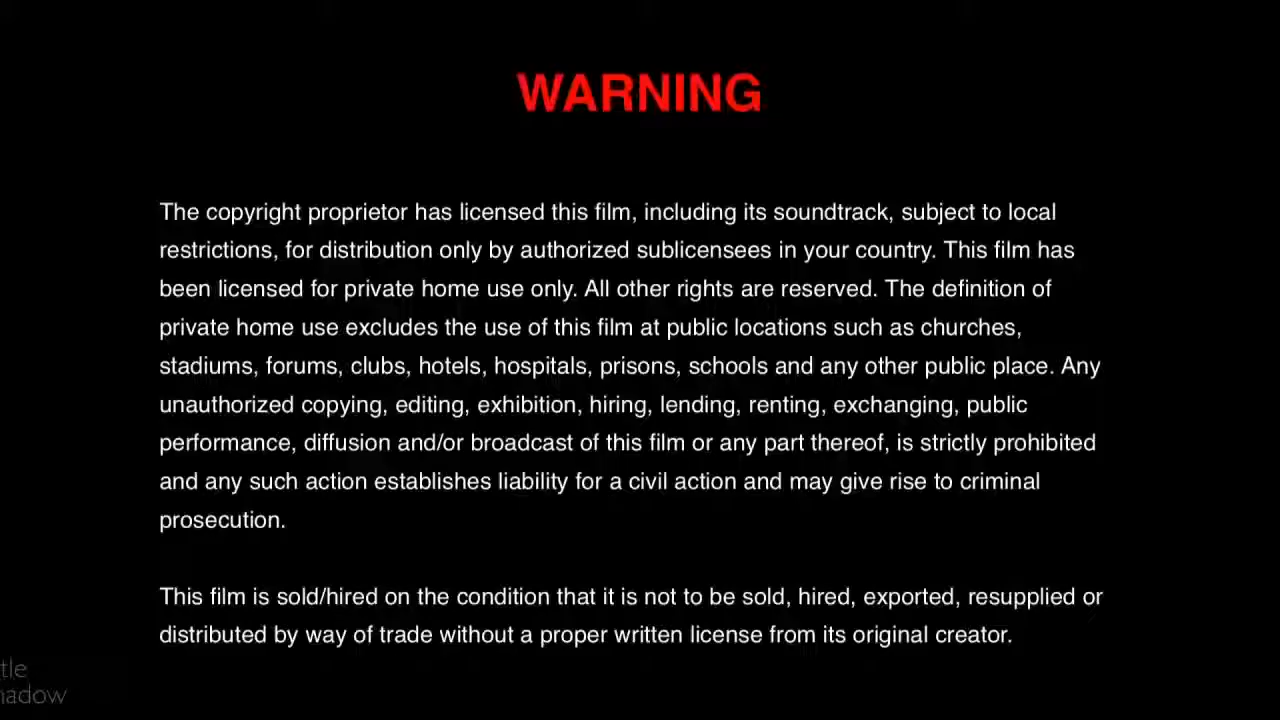 WARNING
The copyright proprietor has licensed this film, including its soundtrack, subject to local
restrictions, for distribution only by authorized sublicensees in your country. This film has
been licensed for private home use only. All other rights are reserved. The definition of
private home use excludes the use of this film at public locations such as churches,
stadiums, forums, clubs, hotels, hospitals, prisons, schools and any other public place. Any
unauthorized copying, editing, exhibition, hiring, lending, renting, exchanging, public
performance, diffusion and/or broadcast of this film or any part thereof, is strictly prohibited
and any such action establishes liability for a civil action and may give rise to criminal
prosecution.
This film is sold/hired on the condition that it is not to be sold, hired, exported, resupplied or
distributed by way of trade without a proper written license from its original creator.
tle
hadow